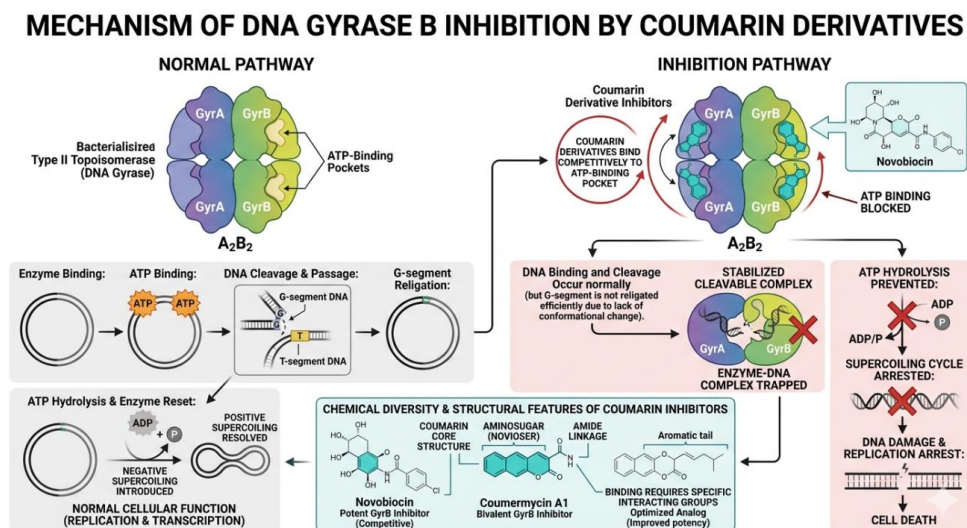 MECHANISM OF DNA GYRASE B INHIBITION BY COUMARIN DERIVATIVES
NORMAL PATHWAY
GyrA
GyrB
GyrA
GyrB
Bacterialisired
Type II Topoisomerase
(DNA Gyrase)
ATP-Binding
Pockets
A₂B₂
Enzyme Binding:
ATP Binding:
ATP
ATP
DNA Cleavage & Passage:
G-segment DNA
G
T
T-segment DNA
G-segment
Religation:
ATP Hydrolysis & Enzyme Reset:
ADP
+ P
NEGATIVE
SUPERCOILING
INTRODUCED
POSITIVE
SUPERCOILING
RESOLVED
NORMAL CELLULAR FUNCTION
(REPLICATION & TRANSCRIPTION)
INHIBITION PATHWAY
Coumarin
Derivative Inhibitors
COUMARIN
DERIVATIVES BIND
COMPETITIVELY TO
ATP-BINDING
POCKET
GyrA
GyrB
GyrA
GyrB
Novobiocin
ATP BINDING
BLOCKED
A₂B₂
DNA Binding and Cleavage
Occur normally
(but G-segment is not religated
efficiently due to lack of
conformational change).
STABILIZED
CLEAVABLE COMPLEX
GyrA
GyrB
ENZYME-DNA
COMPLEX TRAPPED
ATP HYDROLYSIS
PREVENTED:
ADP
P
ADP/P
SUPERCOILING CYCLE
ARRESTED:
DNA DAMAGE &
REPLICATION ARREST:
CELL DEATH
CHEMICAL DIVERSITY & STRUCTURAL FEATURES OF COUMARIN INHIBITORS
COUMARIN
CORE
STRUCTURE
AMINOSUGAR
(NOVIOSER)
AMIDE
LINKAGE
Aromatic tail
Novobiocin
Potent GyrB Inhibitor
(Competitive)
Coumermycin A1
Bivalent GyrB Inhibitor
BINDING REQUIRES SPECIFIC
INTERACTING GROUPS
Optimized Analog
(Improved potency)